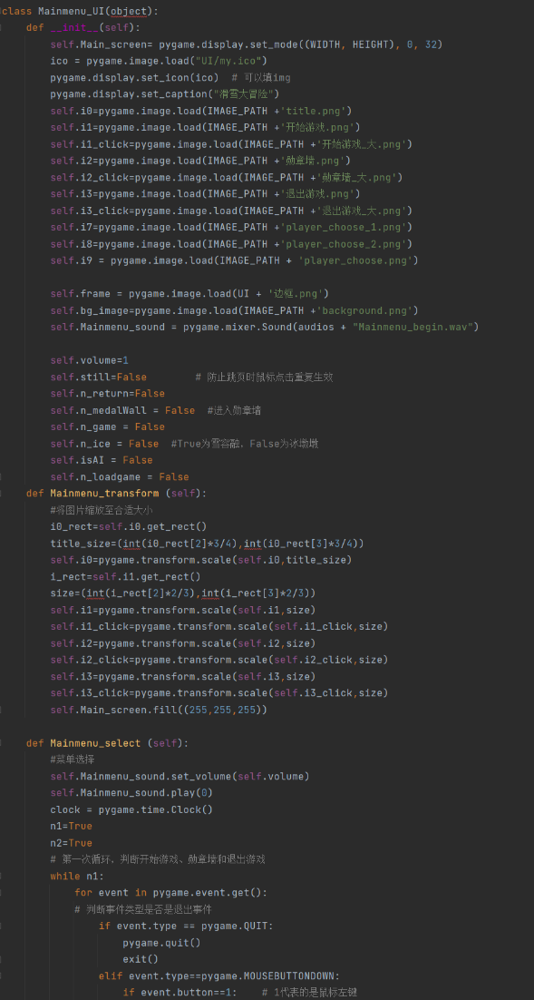 class Mainmenu_UI(object):
    def __init__(self):
        self.Main_screen= pygame.display.set_mode((WIDTH, HEIGHT), 0, 32)
        ico = pygame.image.load("UI/my.ico")
        pygame.display.set_icon(ico)  # 可以填img
        pygame.display.set_caption("滑雪大冒险")
        self.i0=pygame.image.load(IMAGE_PATH +'title.png')
        self.i1=pygame.image.load(IMAGE_PATH +'开始游戏.png')
        self.i1_click=pygame.image.load(IMAGE_PATH +'开始游戏_大.png')
        self.i2=pygame.image.load(IMAGE_PATH +'勋章墙.png')
        self.i2_click=pygame.image.load(IMAGE_PATH +'勋章墙_大.png')
        self.i3=pygame.image.load(IMAGE_PATH +'退出游戏.png')
        self.i3_click=pygame.image.load(IMAGE_PATH +'退出游戏_大.png')
        self.i7=pygame.image.load(IMAGE_PATH +'player_choose_1.png')
        self.i8=pygame.image.load(IMAGE_PATH +'player_choose_2.png')
        self.i9 = pygame.image.load(IMAGE_PATH + 'player_choose.png')
        self.frame = pygame.image.load(UI + '边框.png')
        self.bg_image=pygame.image.load(IMAGE_PATH +'background.png')
        self.Mainmenu_sound = pygame.mixer.Sound(audios + "Mainmenu_begin.wav")
        self.volume=1
        self.still=False        # 防止跳页时鼠标点击重复生效
        self.n_return=False
        self.n_medalWall = False  #进入勋章墙
        self.n_game = False
        self.n_ice = False  #True为雪容融，False为冰墩墩
        self.isAI = False
        self.n_loadgame = False
    def Mainmenu_transform (self):
        #将图片缩放至合适大小
        i0_rect=self.i0.get_rect()
        title_size=(int(i0_rect[2]*3/4),int(i0_rect[3]*3/4))
        self.i0=pygame.transform.scale(self.i0,title_size)
        i_rect=self.i1.get_rect()
        size=(int(i_rect[2]*2/3),int(i_rect[3]*2/3))
        self.i1=pygame.transform.scale(self.i1,size)
        self.i1_click=pygame.transform.scale(self.i1_click,size)
        self.i2=pygame.transform.scale(self.i2,size)
        self.i2_click=pygame.transform.scale(self.i2_click,size)
        self.i3=pygame.transform.scale(self.i3,size)
        self.i3_click=pygame.transform.scale(self.i3_click,size)
        self.Main_screen.fill((255,255,255))
    def Mainmenu_select (self):
        #菜单选择
        self.Mainmenu_sound.set_volume(self.volume)
        self.Mainmenu_sound.play(0)
        clock = pygame.time.Clock()
        n1=True
        n2=True
        # 第一次循环，判断开始游戏、勋章墙和退出游戏
        while n1:
            for event in pygame.event.get():
            # 判断事件类型是否是退出事件
                if event.type == pygame.QUIT:
                    pygame.quit()
                    exit()
                elif event.type==pygame.MOUSEBUTTONDOWN:
                    if event.button==1:    # 1代表的是鼠标左键